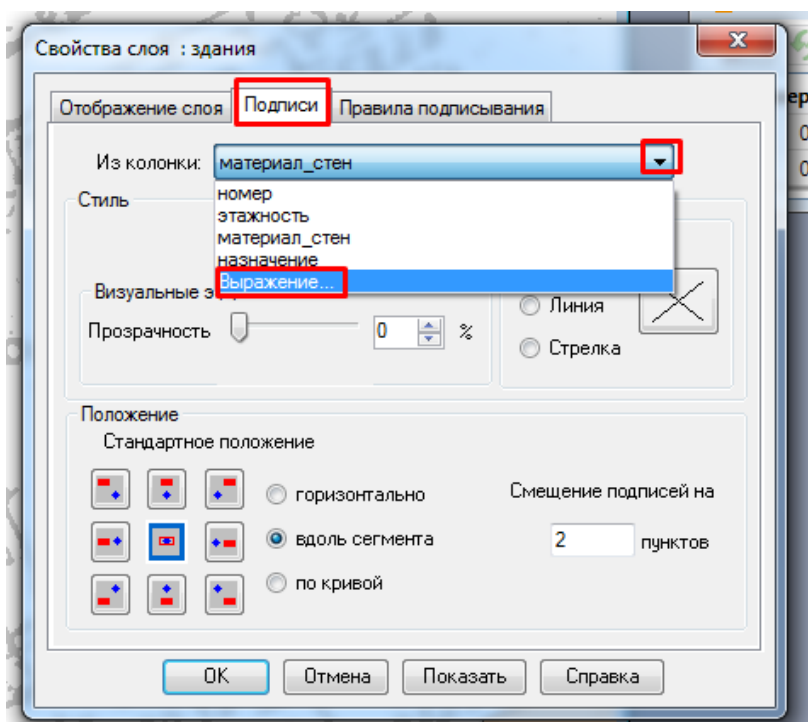 Свойства слоя : здания
Отображение слоя Подписи Правила подписывания
Из колонки: материал_стен
номер
этажность
материал_стен
назначение
Выражение...
Стиль
Визуальные
Прозрачность 0 %
Линия
Стрелка
Положение
Стандартное положение
горизонтально
вдоль сегмента
по кривой
Смещение подписей на
2 пунктов
OK Отмена Показать Справка